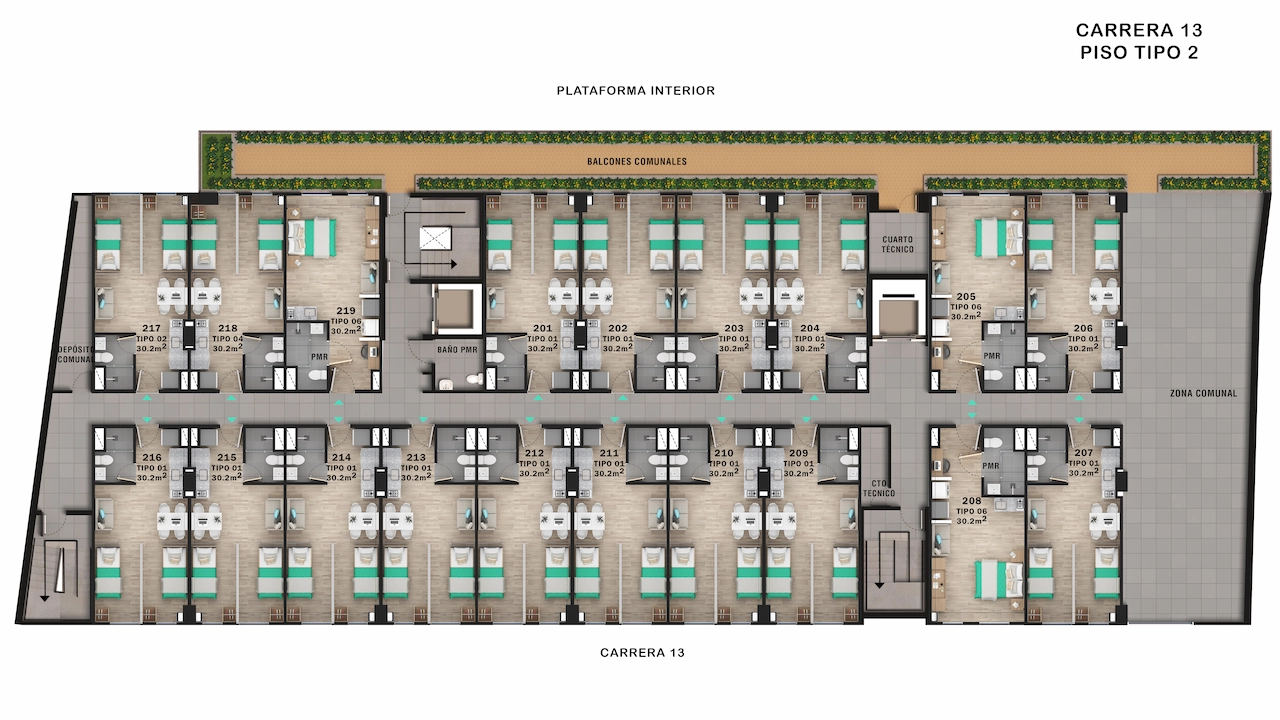 CARRERA 13
PISO TIPO 2
PLATAFORMA INTERIOR
BALCONES COMUNALES
CUARTO
TÉCNICO
219
TIPO 06
30.2m²
217
TIPO 02
30.2m²
218
TIPO 04
30.2m²
PMR
BAÑO PMR
201
TIPO 01
30.2m²
202
TIPO 01
30.2m²
203
TIPO 01
30.2m²
204
TIPO 01
30.2m²
205
TIPO 06
30.2m²
PMR
206
TIPO 01
30.2m²
DEPÓSITO
COMUNAL
ZONA COMUNAL
216
TIPO 01
30.2m²
215
TIPO 01
30.2m²
214
TIPO 01
30.2m²
213
TIPO 01
30.2m²
212
TIPO 01
30.2m²
211
TIPO 01
30.2m²
210
TIPO 01
30.2m²
209
TIPO 01
30.2m²
CTO
TECNICO
PMR
208
TIPO 06
30.2m²
207
TIPO 01
30.2m²
CARRERA 13